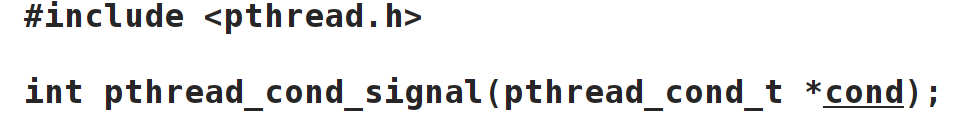 #include <pthread.h>
int pthread_cond_signal(pthread_cond_t *cond);